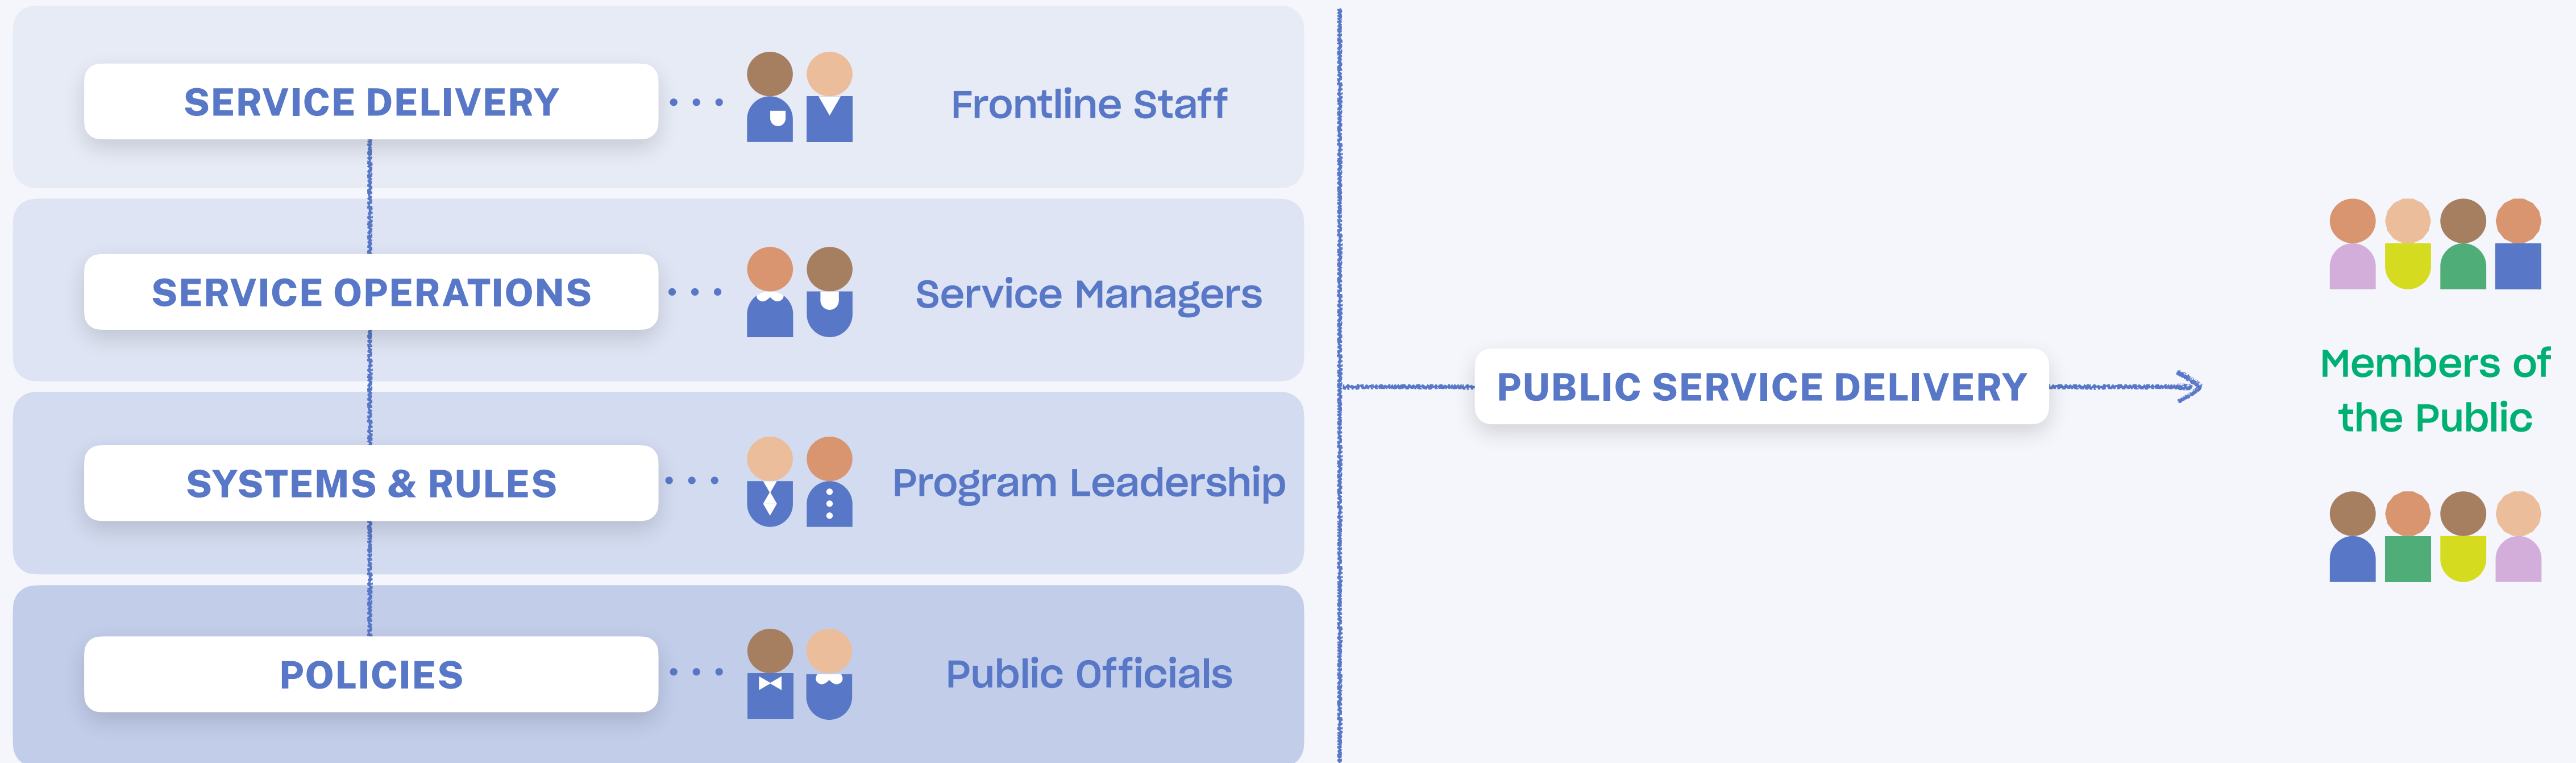 SERVICE DELIVERY
Frontline Staff
SERVICE OPERATIONS
Service Managers
SYSTEMS & RULES
Program Leadership
POLICIES
Public Officials
PUBLIC SERVICE DELIVERY
Members of
the Public